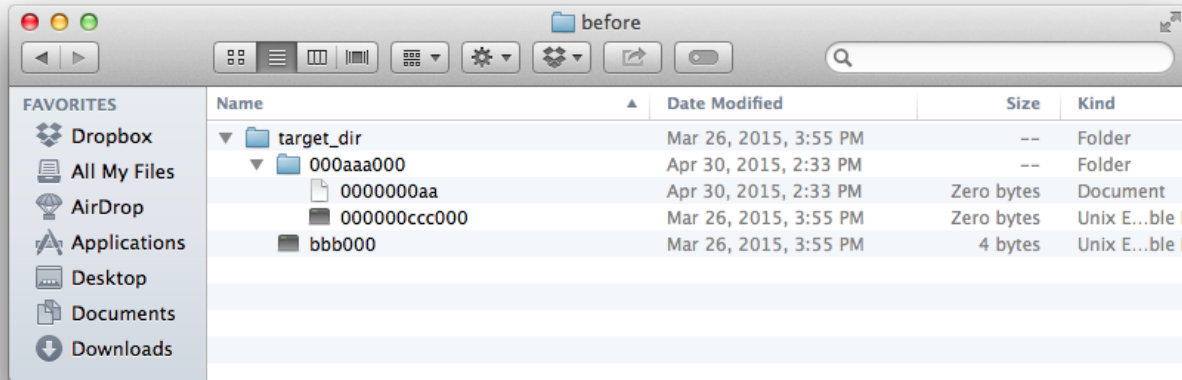 before
FAVORITES
Dropbox
All My Files
AirDrop
Applications
Desktop
Documents
Downloads
Name Date Modified Size Kind
target_dir Mar 26, 2015, 3:55 PM -- Folder
000aaa000 Apr 30, 2015, 2:33 PM -- Folder
0000000aa Apr 30, 2015, 2:33 PM Zero bytes Document
000000ccc000 Mar 26, 2015, 3:55 PM Zero bytes Unix E...ble
bbb000 Mar 26, 2015, 3:55 PM 4 bytes Unix E...ble